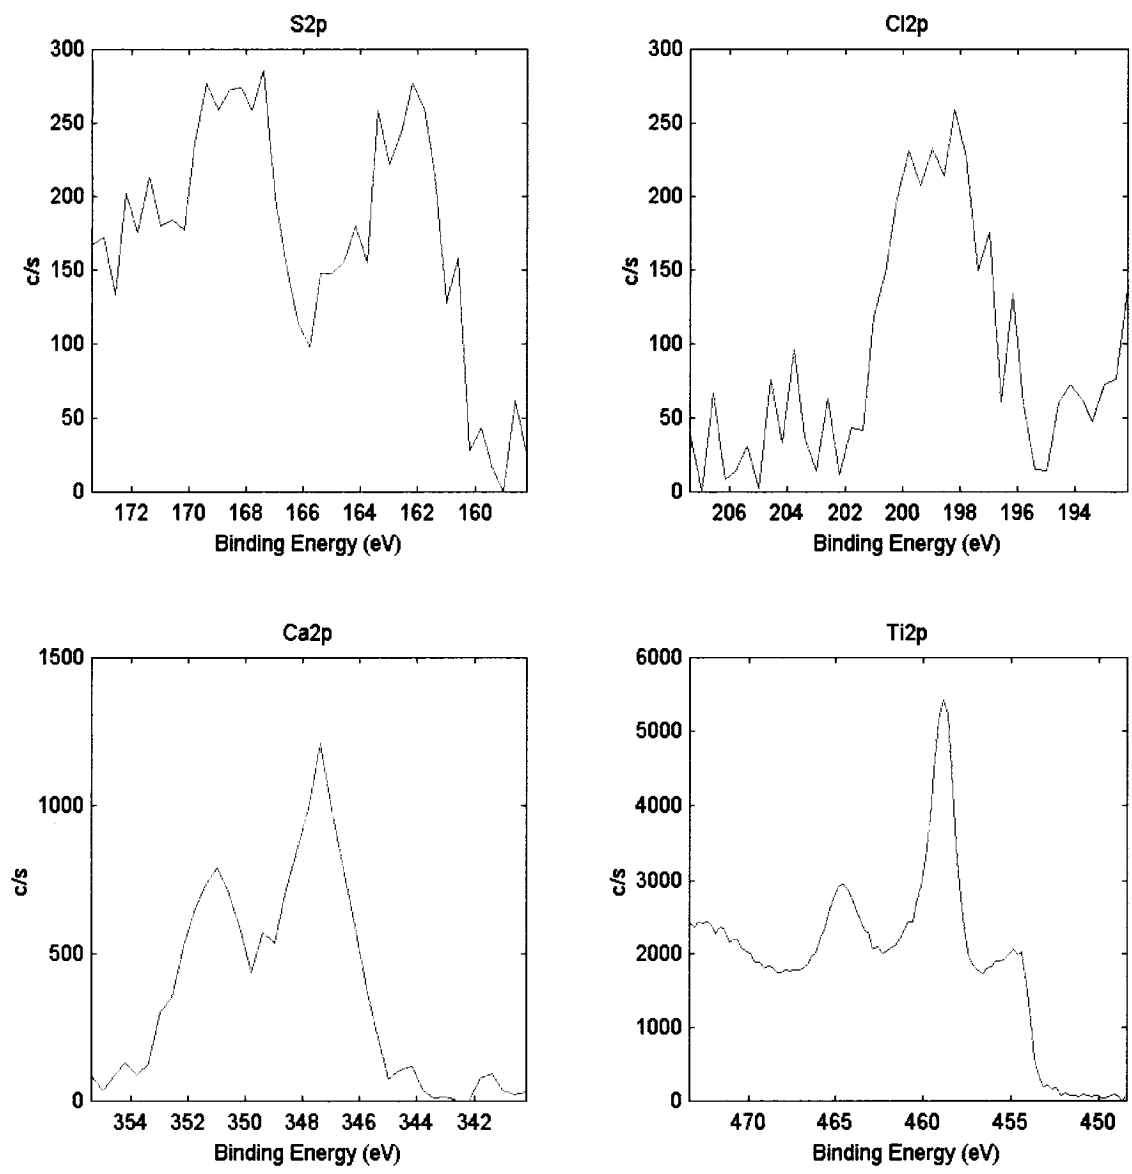 S2p
300
250
200
150
100
50
0
c/s
172 170 168 166 164 162 160
Binding Energy (eV)
Cl2p
300
250
200
150
100
50
0
c/s
206 204 202 200 198 196 194
Binding Energy (eV)
Ca2p
1500
1000
500
0
c/s
354 352 350 348 346 344 342
Binding Energy (eV)
Ti2p
6000
5000
4000
3000
2000
1000
0
c/s
470 465 460 455 450
Binding Energy (eV)